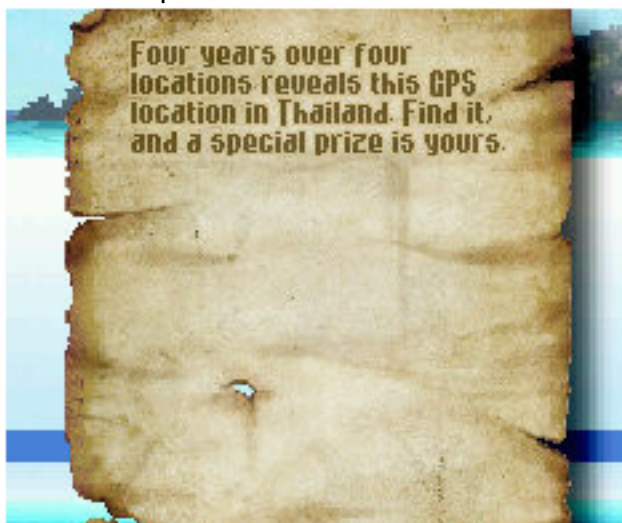 Four years over four
locations reveals this GPS
location in Thailand. Find it,
and a special prize is yours.